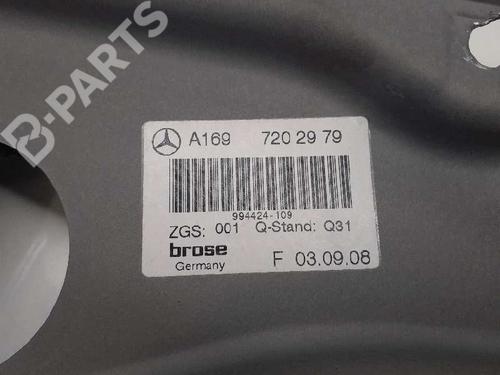 B-PARTS
A169 720 29 79
994424-109
ZGS: 001 Q-Stand: Q31
brose
Germany F 03.09.08